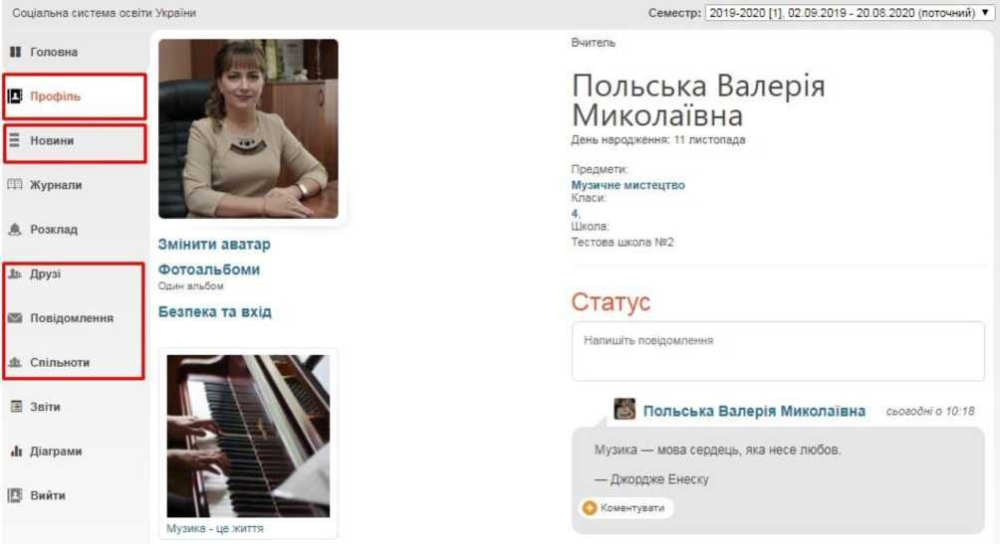 Соціальна система освіти України
Семестр: 2019-2020 [1], 02.09.2019 - 20.08.2020 (поточний)
Головна
Профіль
Новини
Журнали
Розклад
Друзі
Повідомлення
Спільноти
Звіти
Діаграми
Вийти
Змінити аватар
Фотоальбоми
Один альбом
Безпека та вхід
Музика - це життя
Вчитель
Польська Валерія
Миколаївна
День народження: 11 листопада
Предмети:
Музичне мистецтво
Класи:
4,
Школа:
Тестова школа №2
Статус
Напишіть повідомлення
Польська Валерія Миколаївна сьогодні о 10:18
Музика — мова сердець, яка несе любов.
— Джордже Енеску
Коментувати